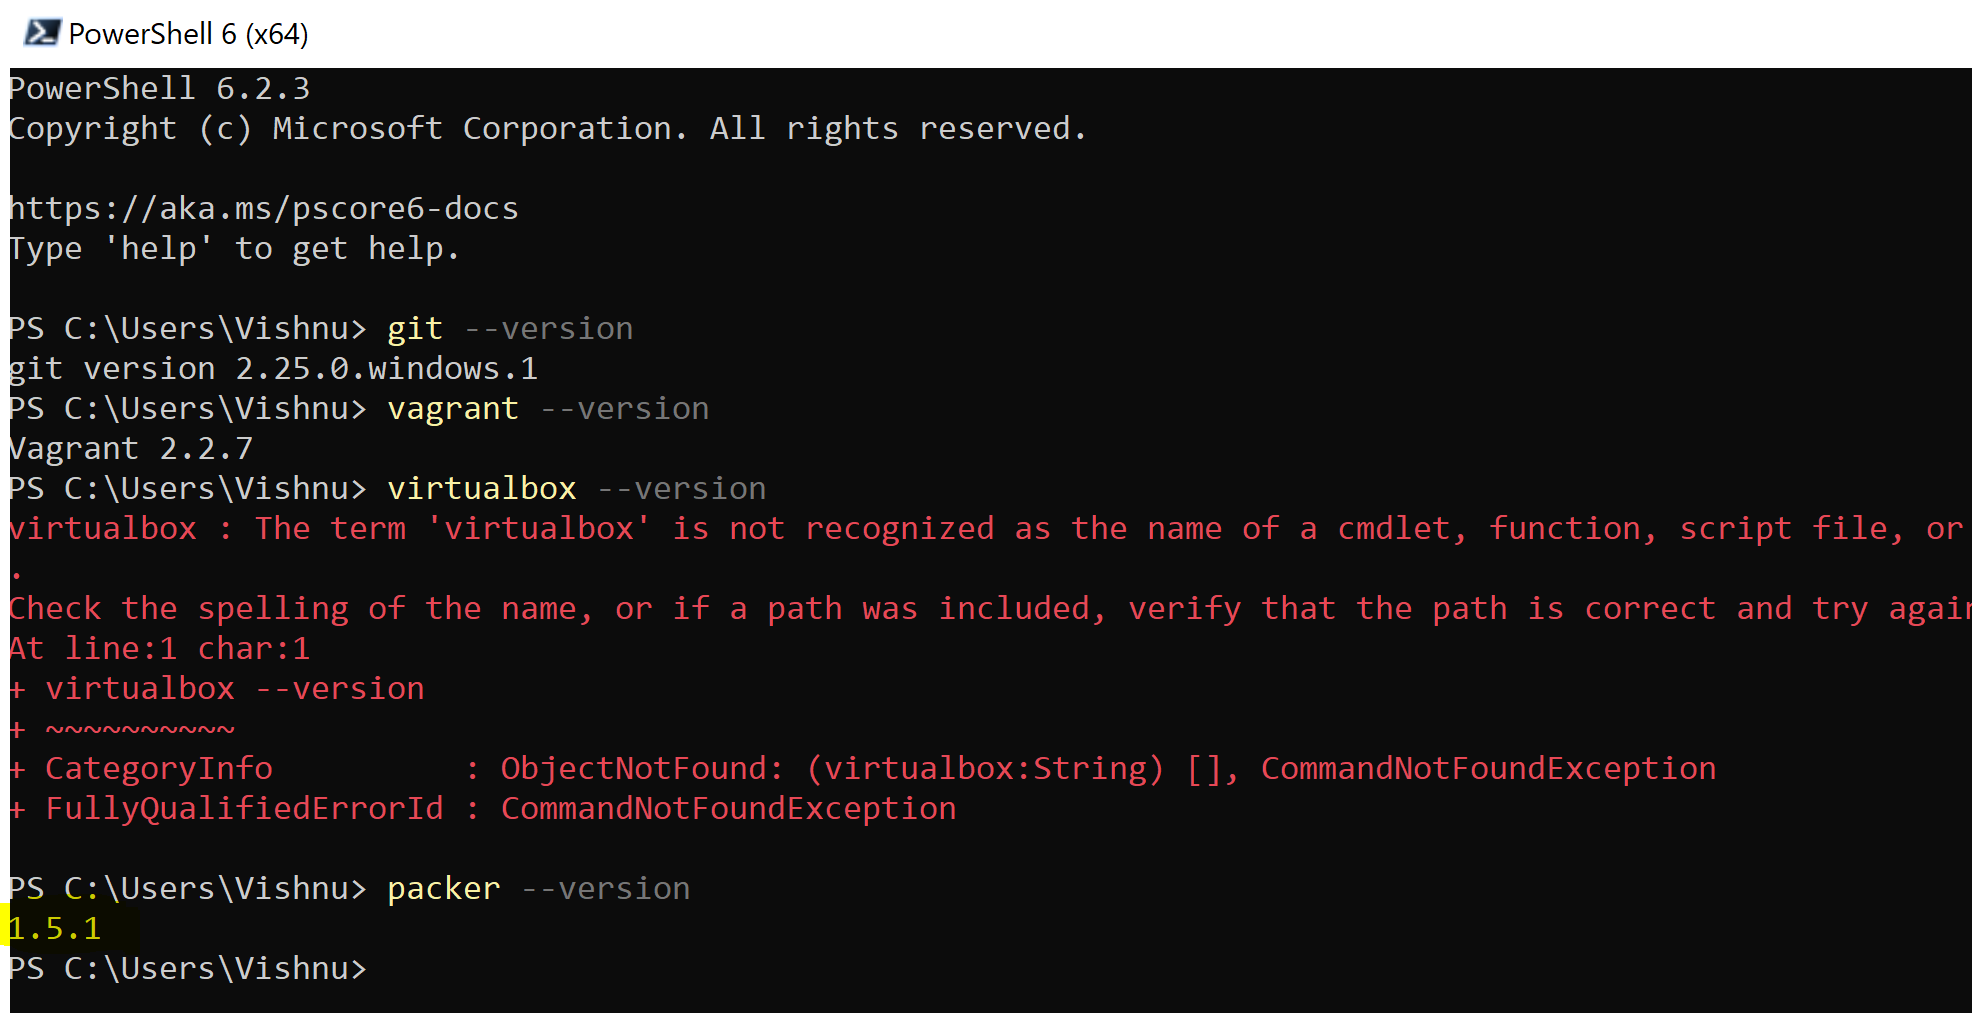 PowerShell 6 (x64)
PowerShell 6.2.3
Copyright (c) Microsoft Corporation. All rights reserved.
https://aka.ms/pscore6-docs
Type 'help' to get help.
PS C:\Users\Vishnu> git --version
git version 2.25.0.windows.1
PS C:\Users\Vishnu> vagrant --version
Vagrant 2.2.7
PS C:\Users\Vishnu> virtualbox --version
virtualbox : The term 'virtualbox' is not recognized as the name of a cmdlet, function, script file, or
.
Check the spelling of the name, or if a path was included, verify that the path is correct and try again
At line:1 char:1
+ virtualbox --version
+ ~~~~~~~~~~
+ CategoryInfo          : ObjectNotFound: (virtualbox:String) [], CommandNotFoundException
+ FullyQualifiedErrorId : CommandNotFoundException
PS C:\Users\Vishnu> packer --version
1.5.1
PS C:\Users\Vishnu>